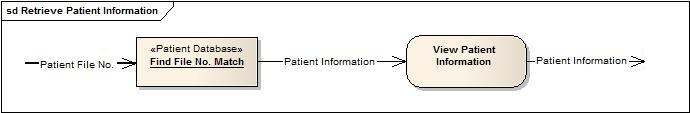 sd Retrieve Patient Information
Patient File No.
«Patient Database»
Find File No. Match
Patient Information
View Patient
Information
Patient Information